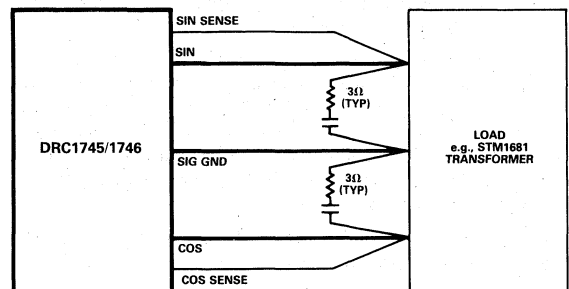 SIN SENSE
SIN
3Ω
(TYP)
DRC1745/1746
SIG GND
LOAD
e.g., STM1681
TRANSFORMER
3Ω
(TYP)
COS
COS SENSE